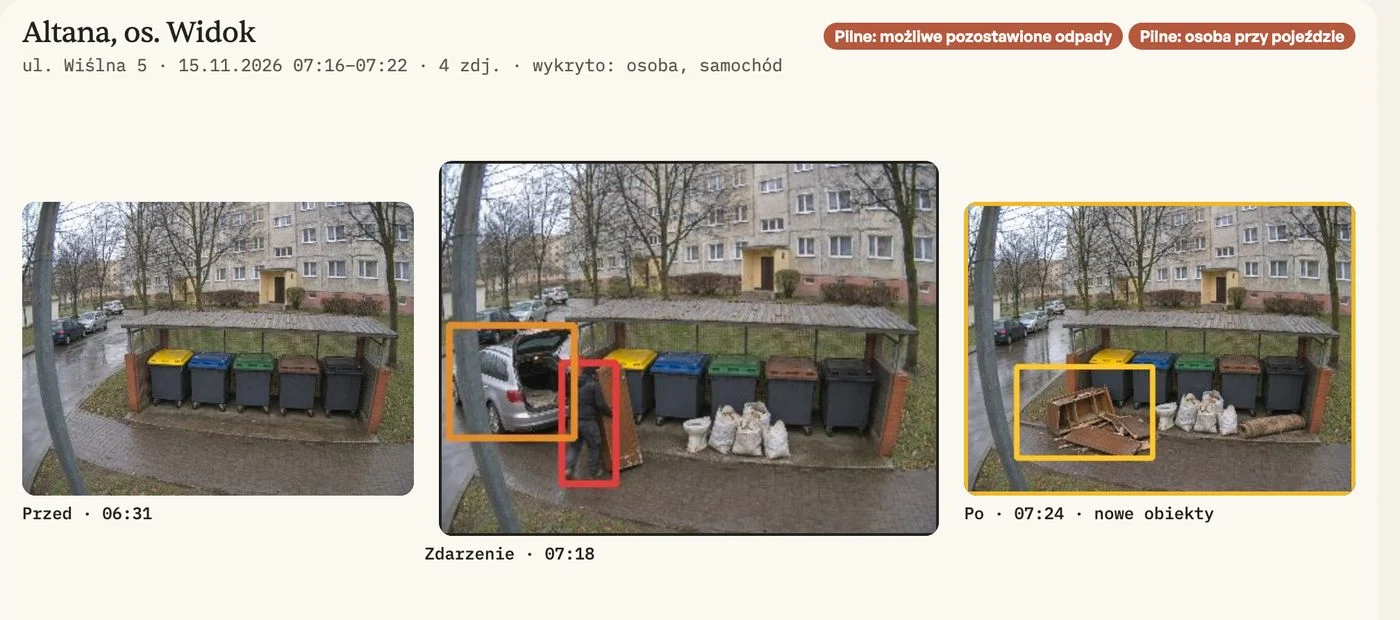 Altana, os. Widok
Pilne: możliwe pozostawione odpady
Pilne: osoba przy pojeździe
ul. Wiślna 5 · 15.11.2026 07:16–07:22 · 4 zdj. · wykryto: osoba, samochód
Przed · 06:31
Zdarzenie · 07:18
Po · 07:24 · nowe obiekty